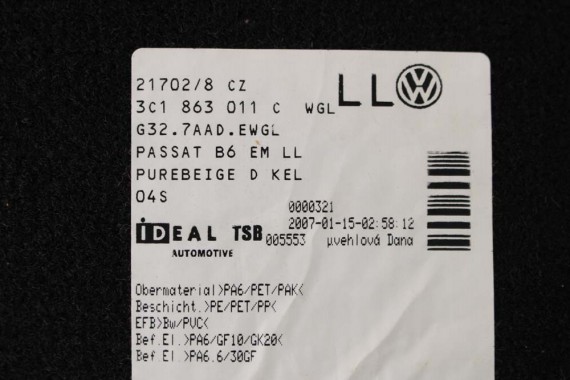 21702/8 CZ
3C1 863 011 C WGL LL
G32.7AAD.EWGL
PASSAT B6 EM LL
PUREBEIGE D KEL
04S
0000321
2007-01-15-02:58:12
IDEAL TSB 005553 µvehlová Dana
AUTOMOTIVE
Obermaterial>PA6/PET/PAK<
Beschicht.>PE/PET/PP<
EFB>Bw/PVC<
Bef.El.>PA6/GF10/GK20<
Bef El.>PA6.6/30GF